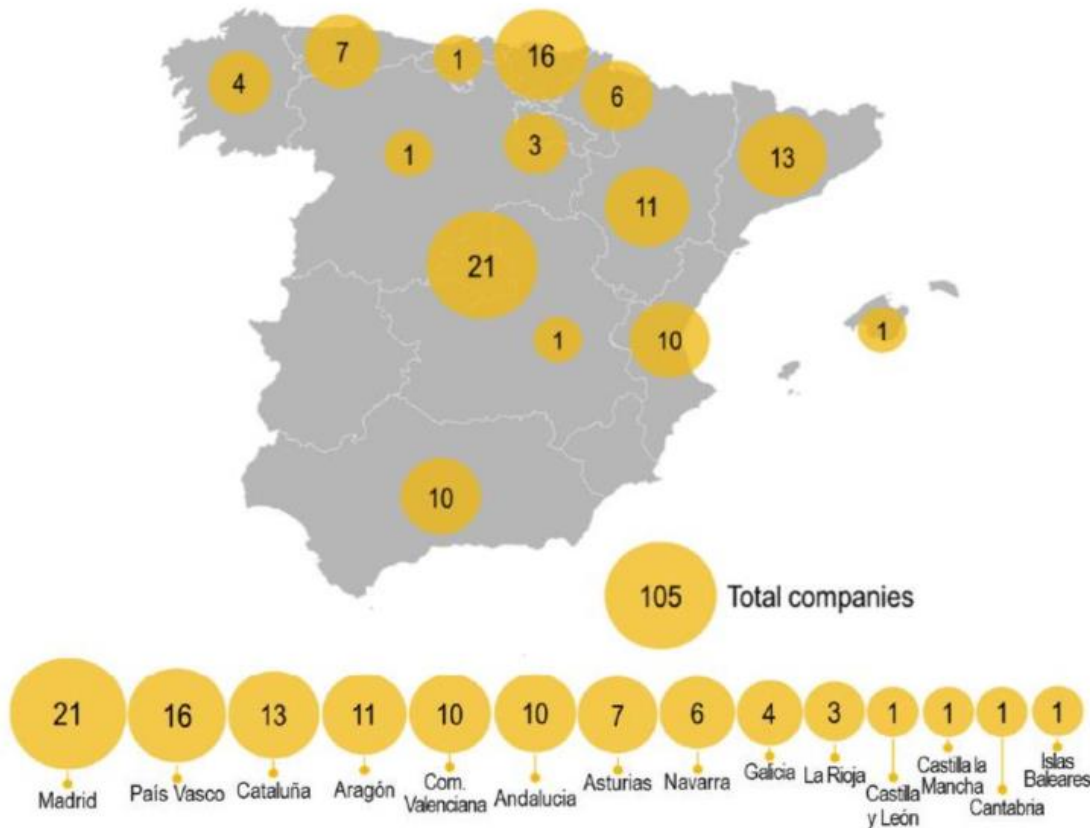 7
1
16
4
6
1
3
13
11
21
1
10
1
10
105
Total companies
21
16
13
11
10
10
7
6
4
3
1
1
1
1
Madrid
País Vasco
Cataluña
Aragón
Com.
Valenciana
Andalucia
Asturias
Navarra
Galicia
La Rioja
Castilla
y León
Castilla la
Mancha
Cantabria
Islas
Baleares